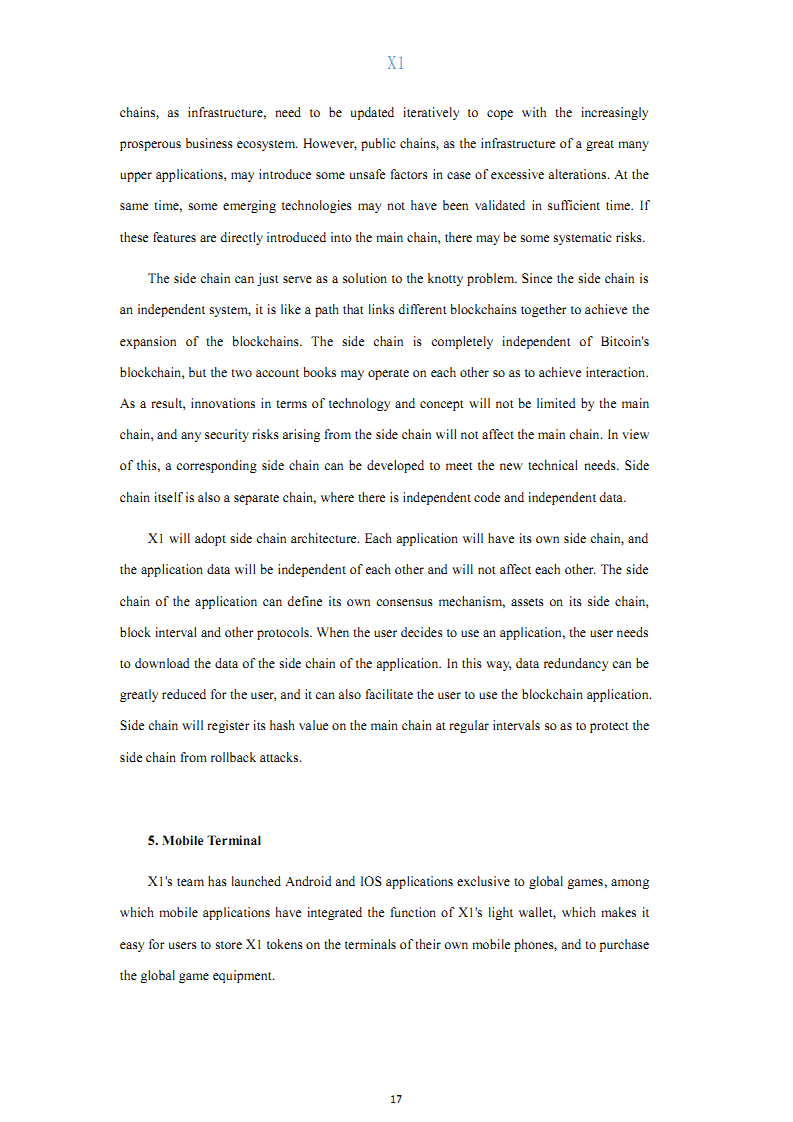 X1
chains, as infrastructure, need to be updated iteratively to cope with the increasingly
prosperous business ecosystem. However, public chains, as the infrastructure of a great many
upper applications, may introduce some unsafe factors in case of excessive alterations. At the
same time, some emerging technologies may not have been validated in sufficient time. If
these features are directly introduced into the main chain, there may be some systematic risks.
The side chain can just serve as a solution to the knotty problem. Since the side chain is
an independent system, it is like a path that links different blockchains together to achieve the
expansion of the blockchains. The side chain is completely independent of Bitcoin's
blockchain, but the two account books may operate on each other so as to achieve interaction.
As a result, innovations in terms of technology and concept will not be limited by the main
chain, and any security risks arising from the side chain will not affect the main chain. In view
of this, a corresponding side chain can be developed to meet the new technical needs. Side
chain itself is also a separate chain, where there is independent code and independent data.
X1 will adopt side chain architecture. Each application will have its own side chain, and
the application data will be independent of each other and will not affect each other. The side
chain of the application can define its own consensus mechanism, assets on its side chain,
block interval and other protocols. When the user decides to use an application, the user needs
to download the data of the side chain of the application. In this way, data redundancy can be
greatly reduced for the user, and it can also facilitate the user to use the blockchain application.
Side chain will register its hash value on the main chain at regular intervals so as to protect the
side chain from rollback attacks.
5. Mobile Terminal
X1's team has launched Android and IOS applications exclusive to global games, among
which mobile applications have integrated the function of X1's light wallet, which makes it
easy for users to store X1 tokens on the terminals of their own mobile phones, and to purchase
the global game equipment.
17